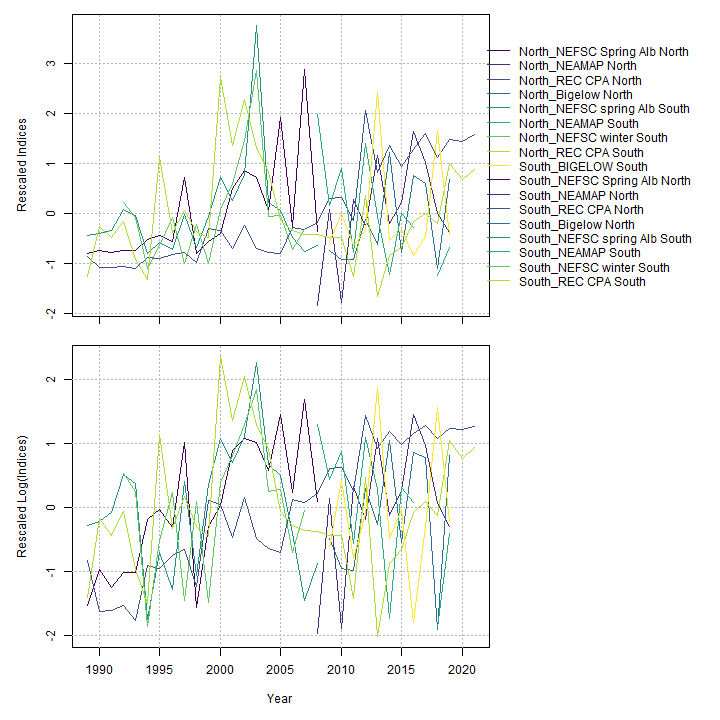 Rescaled Indices
3
2
1
0
-1
-2
North_NEFSC Spring Alb North
North_NEAMAP North
North_REC CPA North
North_Bigelow North
North_NEFSC spring Alb South
North_NEAMAP South
North_NEFSC winter South
North_REC CPA South
South_BIGELOW South
South_NEFSC Spring Alb North
South_NEAMAP North
South_REC CPA North
South_Bigelow North
South_NEFSC spring Alb South
South_NEAMAP South
South_NEFSC winter South
South_REC CPA South
Rescaled Log(Indices)
2
1
0
-1
-2
1990 1995 2000 2005 2010 2015 2020
Year